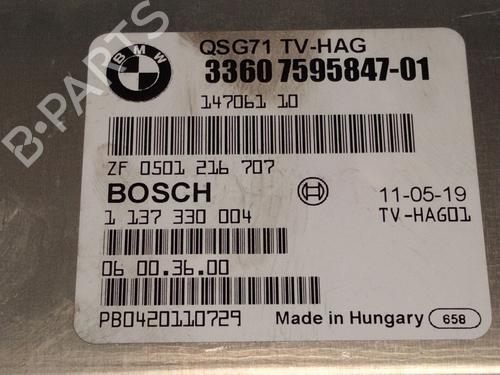 BMW
QSG71 TV-HAG
3360 7595847-01
147061 10
ZF 0501 216 707
BOSCH
1 137 330 004
11-05-19
TV-HAG01
06 00.36.00
PB0420110729
Made in Hungary 658
B-PARTS